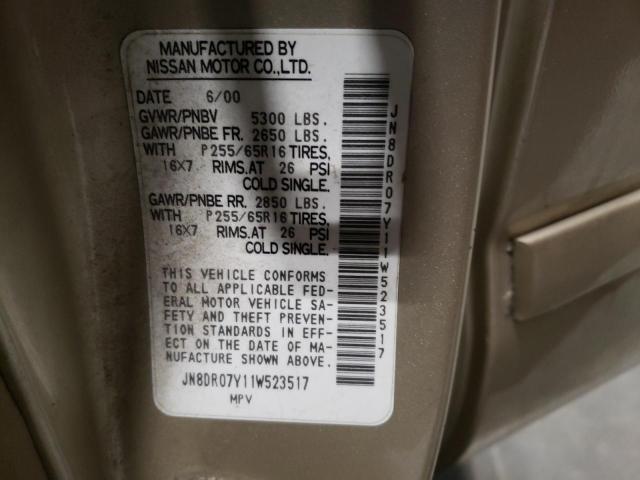 MANUFACTURED BY
NISSAN MOTOR CO.,LTD.
DATE 6/00
GVWR/PNBV 5300 LBS.
GAWR/PNBE FR. 2650 LBS.
WITH P255/65R16 TIRES.
16X7 RIMS.AT 26 PSI
COLD SINGLE.
GAWR/PNBE RR. 2850 LBS.
WITH P255/65R16 TIRES.
16X7 RIMS.AT 26 PSI
COLD SINGLE.
THIS VEHICLE CONFORMS
TO ALL APPLICABLE FED-
ERAL MOTOR VEHICLE SA-
FETY AND THEFT PREVEN-
TION STANDARDS IN EFF-
ECT ON THE DATE OF MA-
NUFACTURE SHOWN ABOVE.
JN8DR07Y11W523517
MPV
JN8DR07Y11W523517